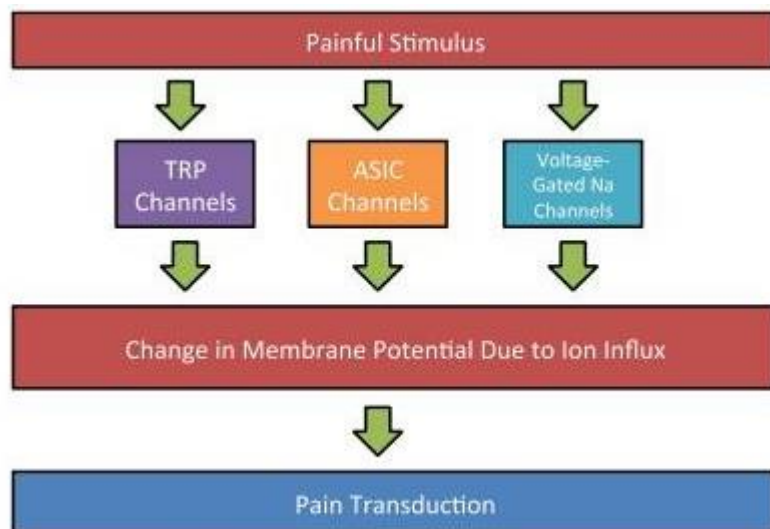 Painful Stimulus
TRP
Channels
ASIC
Channels
Voltage-
Gated Na
Channels
Change in Membrane Potential Due to Ion Influx
Pain Transduction